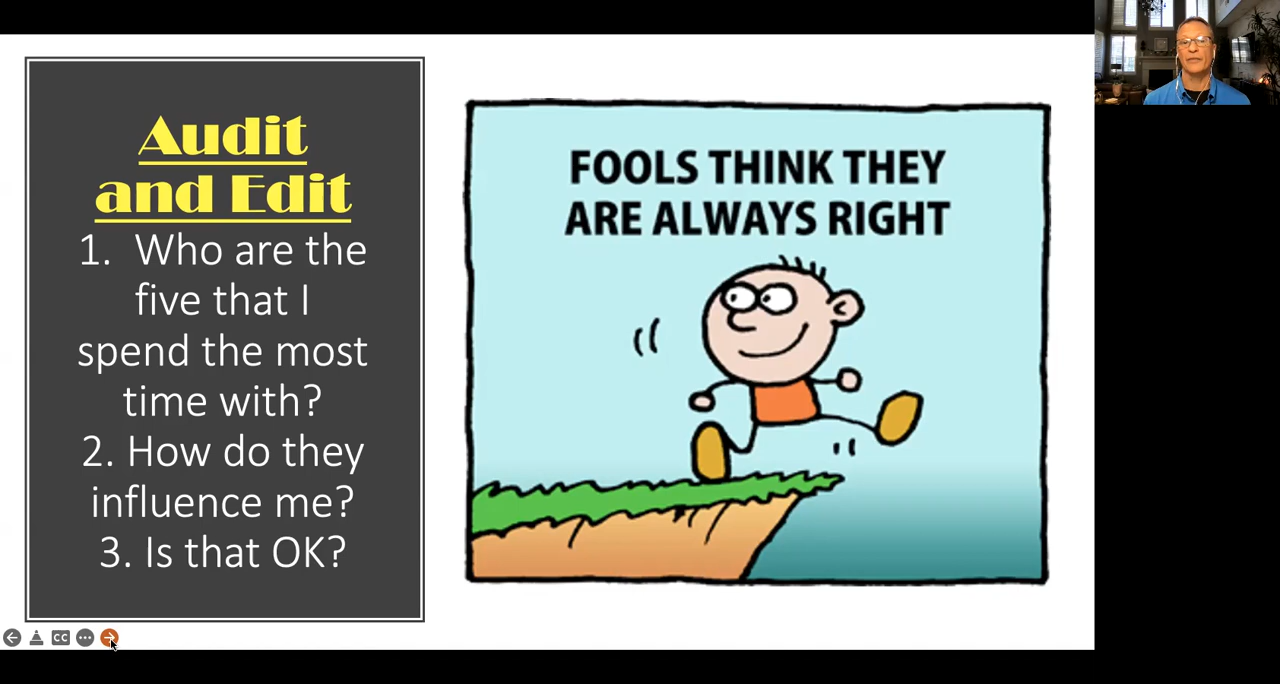 Audit
and Edit
1. Who are the
five that I
spend the most
time with?
2. How do they
influence me?
3. Is that OK?
FOOLS THINK THEY
ARE ALWAYS RIGHT
CC